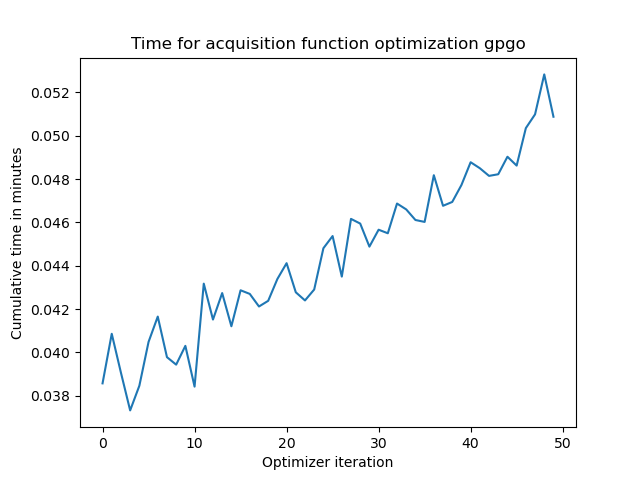 Time for acquisition function optimization gpgo
Cumulative time in minutes
0.052
0.050
0.048
0.046
0.044
0.042
0.040
0.038
0 10 20 30 40 50
Optimizer iteration